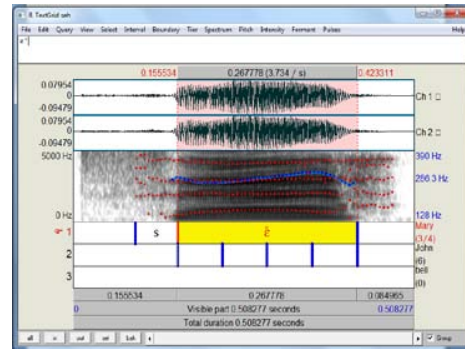 8. TextGrid seh
File Edit Query View Select Interval Boundary Tier Spectrum Pitch Intensity Formant Pulses Help
0.155534 0.267778 (3.734 / s) 0.423311
0.07954
0
-0.09479
Ch 1
0.07954
0
-0.09479
Ch 2
5000 Hz
0 Hz
390 Hz
128 Hz
1 s Mary
(3/4)
2 John
(6)
3 bell
(0)
0.155534 0.267778 0.084965
0 Visible part 0.508277 seconds 0.508277
Total duration 0.508277 seconds
all in out sel bak Group